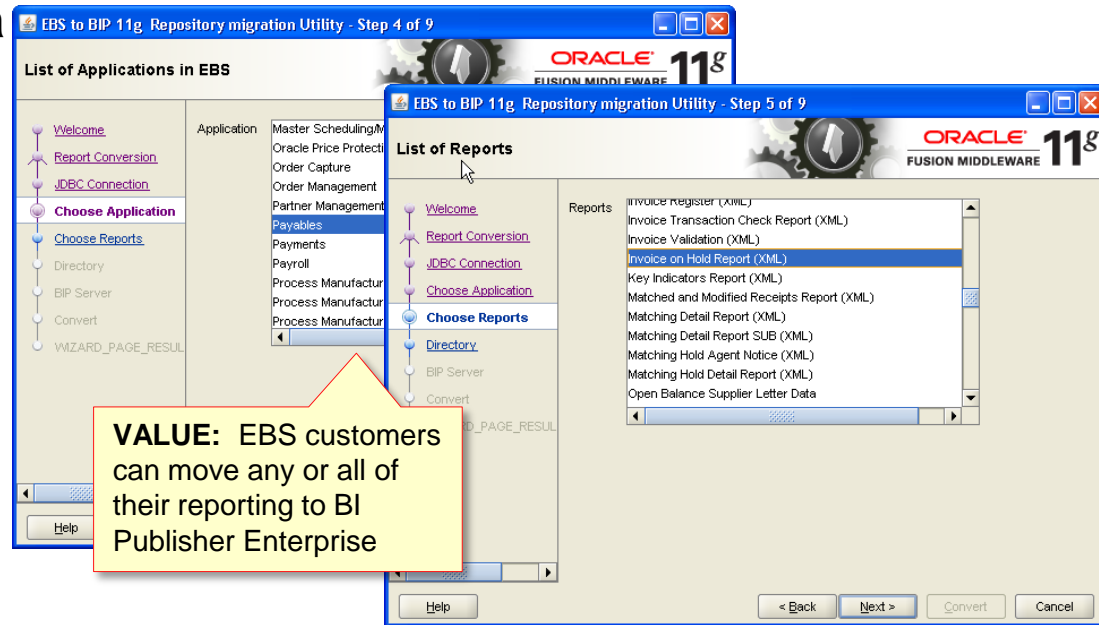 EBS to BIP 11g Repository migration Utility - Step 4 of 9
List of Applications in EBS
ORACLE
FUSION MIDDLEWARE
11g
Welcome
Report Conversion
JDBC Connection
Choose Application
Choose Reports
Directory
BIP Server
Convert
WIZARD_PAGE_RESUL
Application
Master Scheduling/M
Oracle Price Protecti
Order Capture
Order Management
Partner Management
Payables
Payments
Payroll
Process Manufactur
Process Manufactur
Process Manufactur
Help
EBS to BIP 11g Repository migration Utility - Step 5 of 9
List of Reports
ORACLE
FUSION MIDDLEWARE
11g
Welcome
Report Conversion
JDBC Connection
Choose Application
Choose Reports
Directory
BIP Server
Convert
RD_PAGE_RESUL
Reports
Invoice Register (XML)
Invoice Transaction Check Report (XML)
Invoice Validation (XML)
Invoice on Hold Report (XML)
Key Indicators Report (XML)
Matched and Modified Receipts Report (XML)
Matching Detail Report (XML)
Matching Detail Report SUB (XML)
Matching Hold Agent Notice (XML)
Matching Hold Detail Report (XML)
Open Balance Supplier Letter Data
Help
< Back
Next >
Convert
Cancel
VALUE: EBS customers
can move any or all of
their reporting to BI
Publisher Enterprise